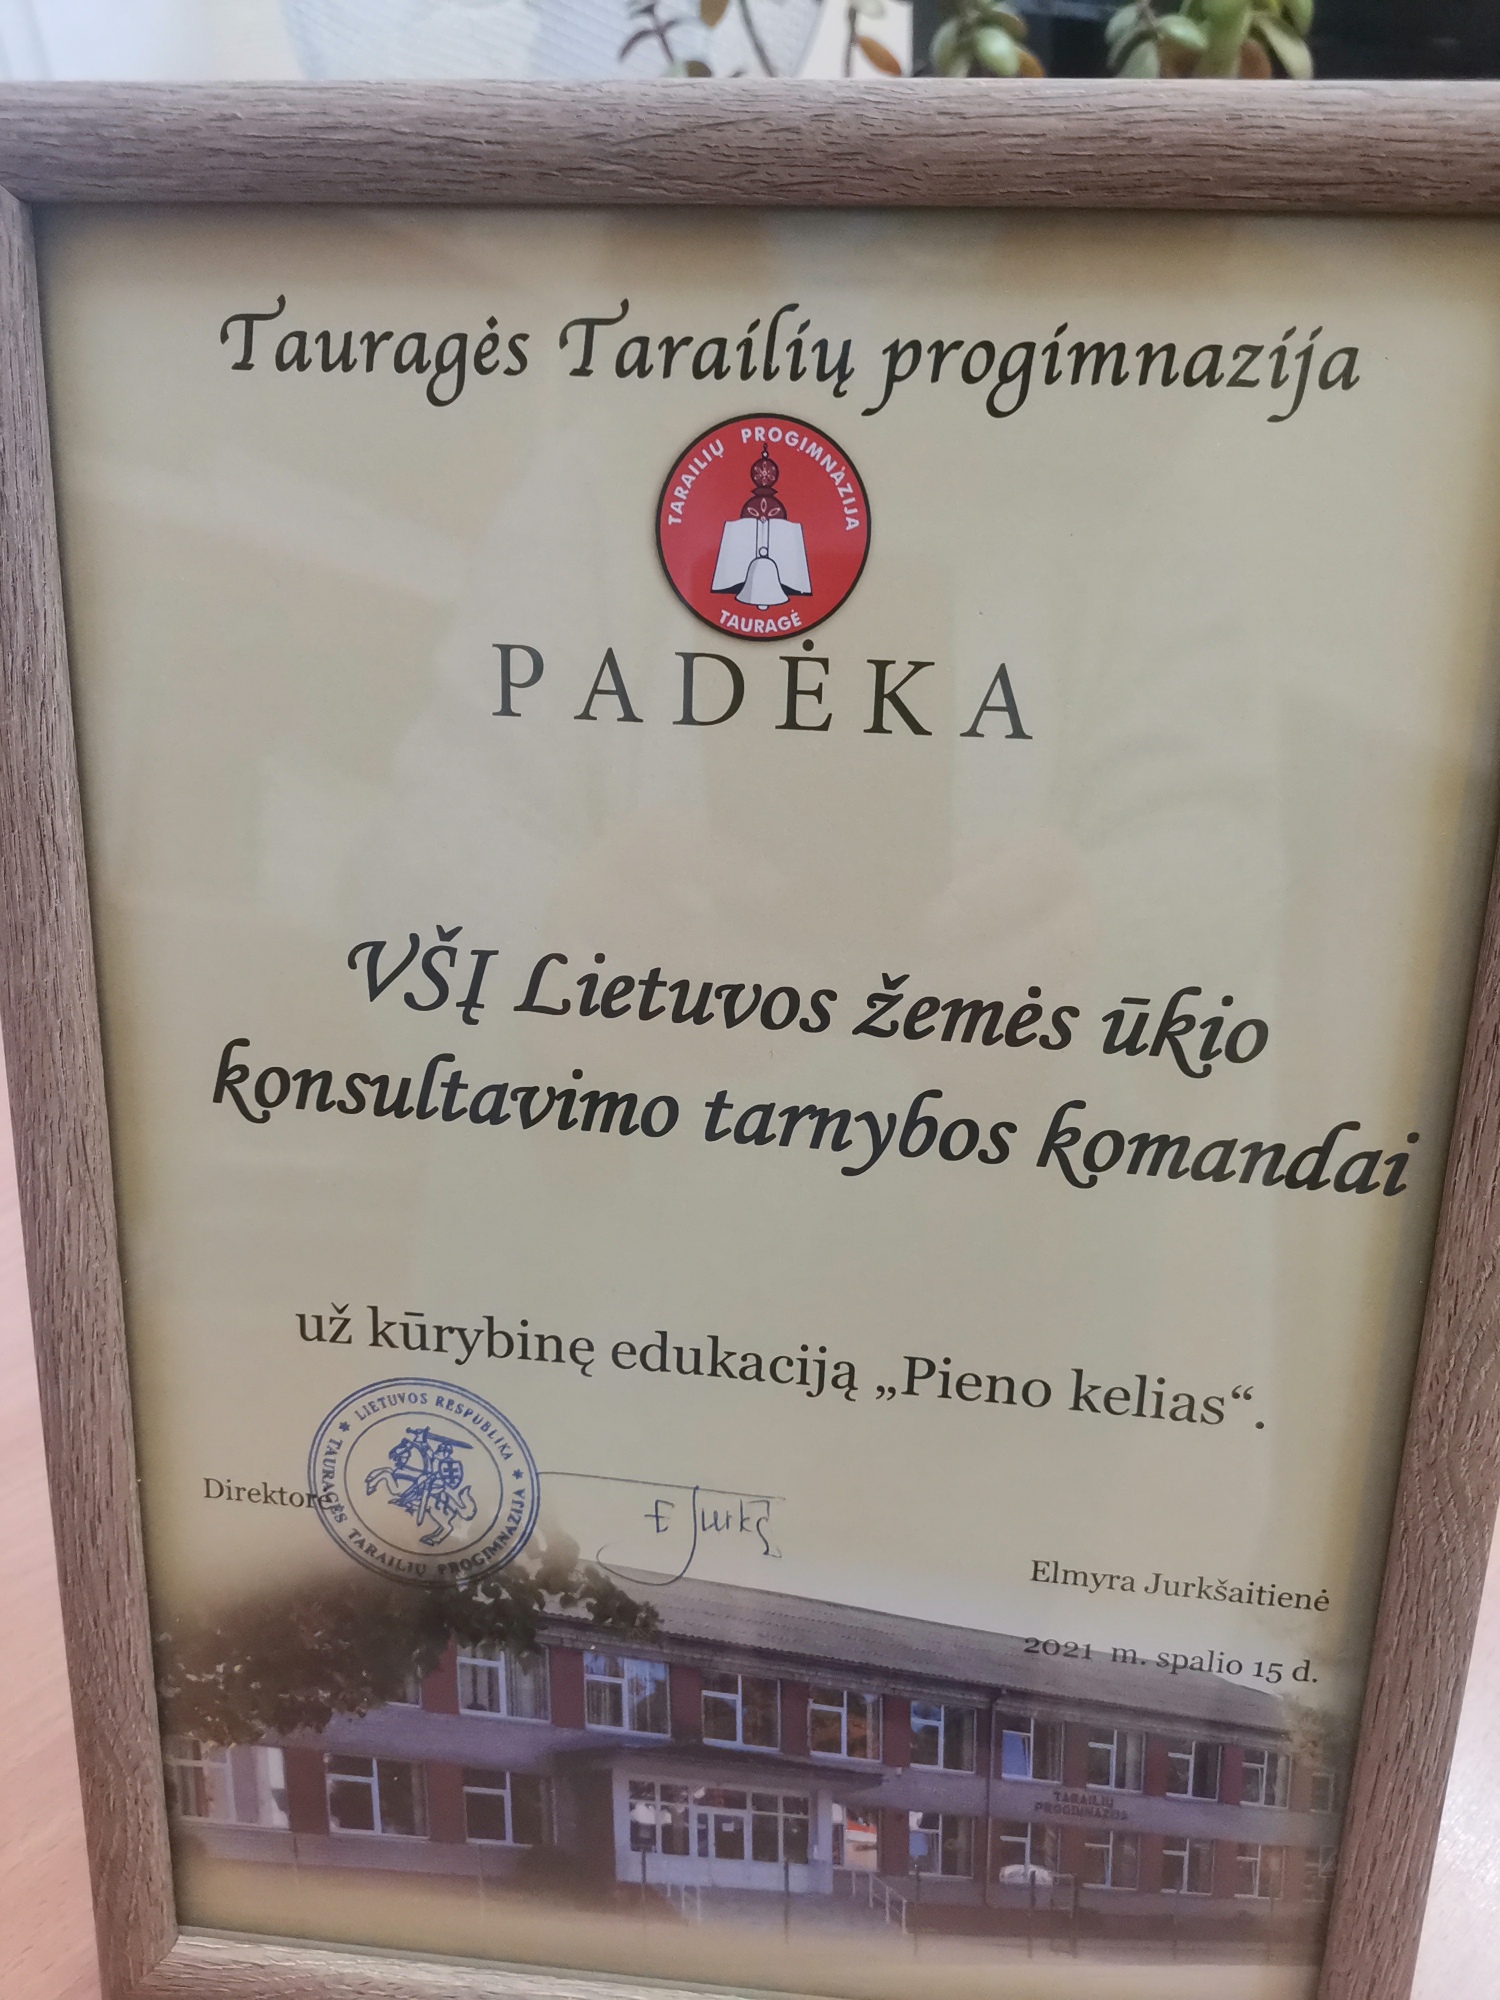 Tauragės Tarailių progimnazija
TARAILIŲ PROGIMNAZIJA
TAURAGĖ
PADĖKA
VŠĮ Lietuvos žemės ūkio
konsultavimo tarnybos komandai
už kūrybinę edukaciją „Pieno kelias“.
LIETUVOS RESPUBLIKA
TAURAGĖS TARAILIŲ PROGIMNAZIJA
Direktorė
E Jurkš
Elmyra Jurkšaitienė
2021 m. spalio 15 d.
TARAILIŲ
PROGIMNAZIJA